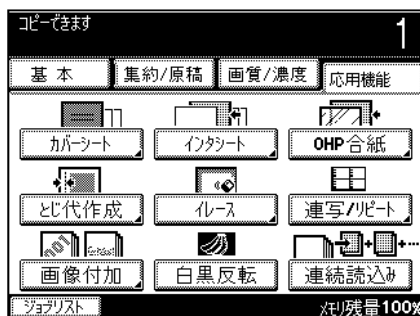 コピーできます
1
基本 集約/原稿 画質/濃度 応用機能
カバーシート インタシート OHP合紙
とじ代作成 イレース 連写/リピート
画像付加 白黒反転 連続読込み
ジョブリスト メモリ残量100%